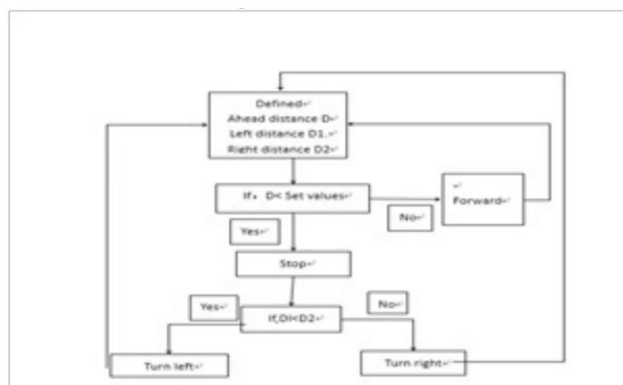 Defined↵
Ahead distance D↵
Left distance D1.↵
Right distance D2↵
If， D< Set values↵
No↵
Forward↵
Yes↵
Stop↵
Yes↵
If,DI<D2↵
No↵
Turn left↵
Turn right↵